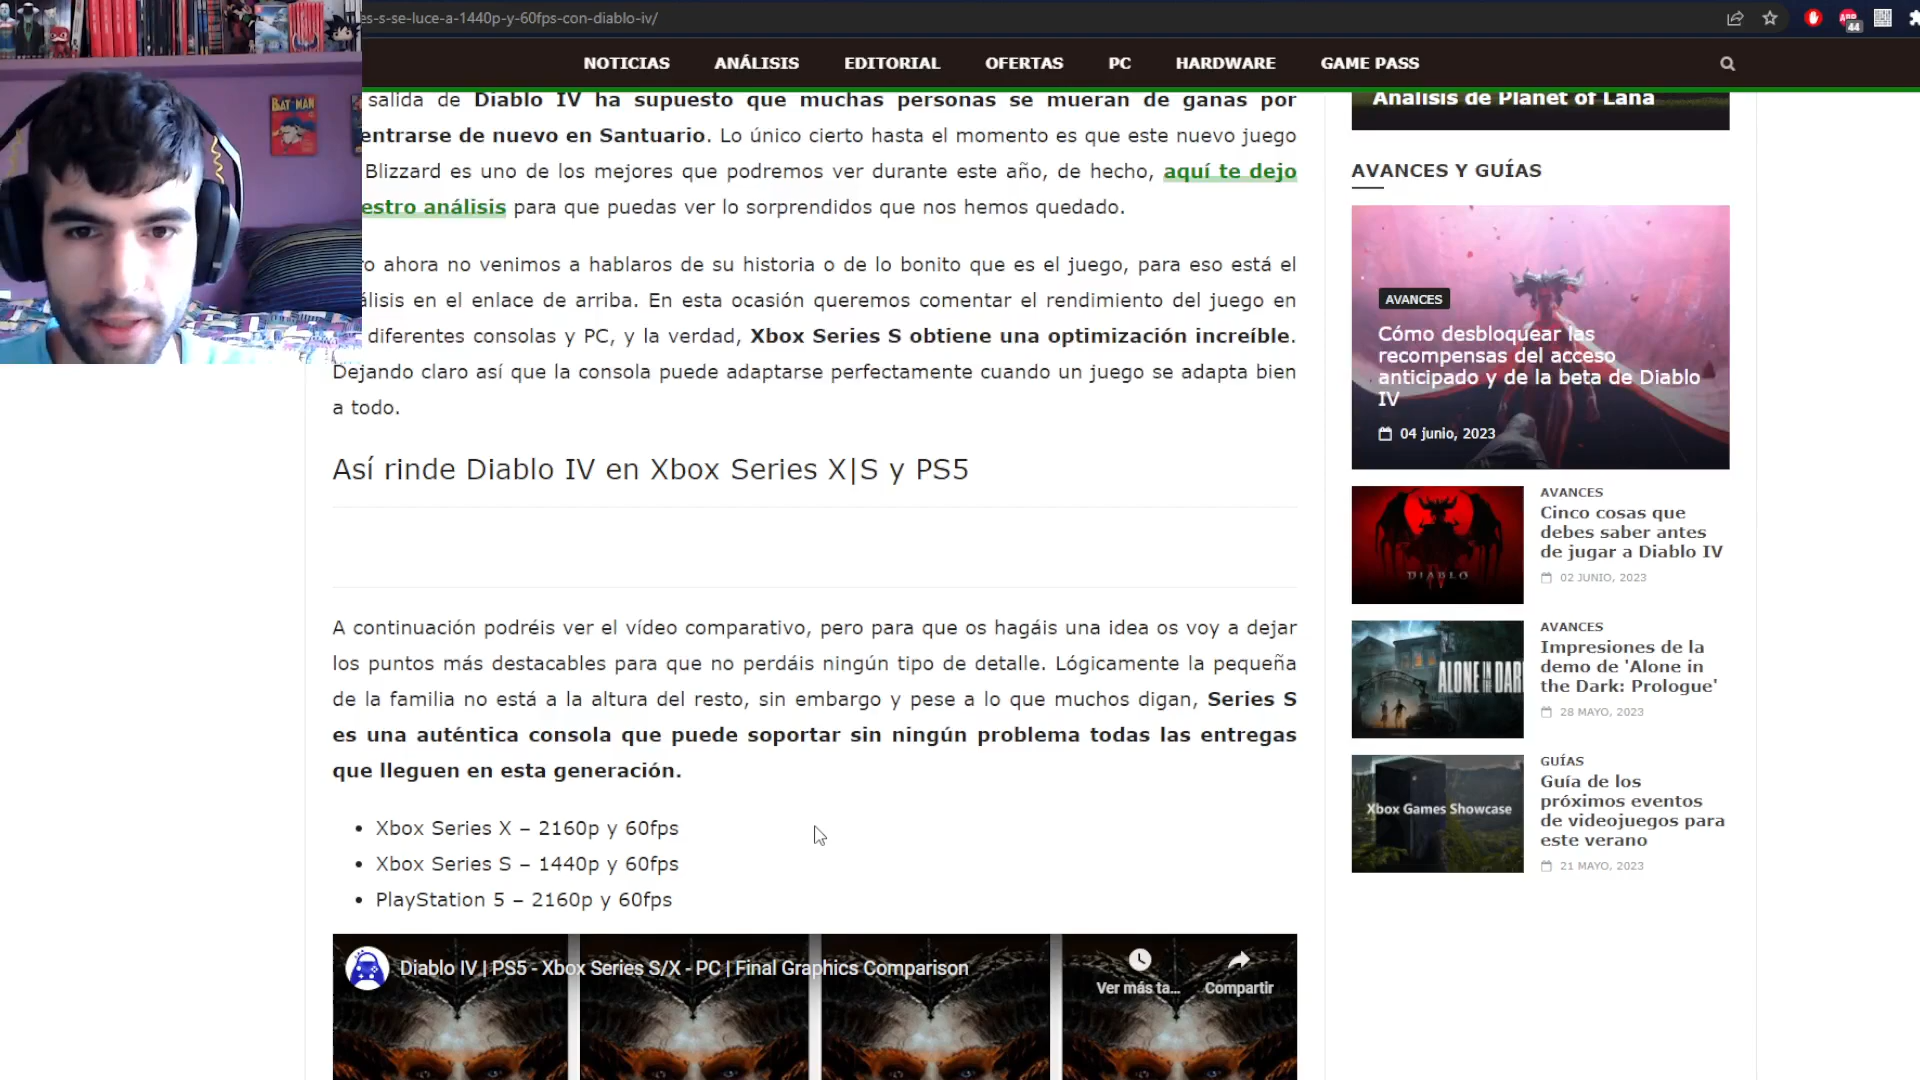 es-s-se-luce-a-1440p-y-60fps-con-diablo-iv/
44
NOTICIAS ANÁLISIS EDITORIAL OFERTAS PC HARDWARE GAME PASS
BATMAN
salida de Diablo IV ha supuesto que muchas personas se mueran de ganas por
entrarse de nuevo en Santuario. Lo único cierto hasta el momento es que este nuevo juego
Blizzard es uno de los mejores que podremos ver durante este año, de hecho, aquí te dejo
estro análisis para que puedas ver lo sorprendidos que nos hemos quedado.
o ahora no venimos a hablaros de su historia o de lo bonito que es el juego, para eso está el
álisis en el enlace de arriba. En esta ocasión queremos comentar el rendimiento del juego en
diferentes consolas y PC, y la verdad, Xbox Series S obtiene una optimización increíble.
Dejando claro así que la consola puede adaptarse perfectamente cuando un juego se adapta bien
a todo.
Así rinde Diablo IV en Xbox Series X|S y PS5
A continuación podréis ver el vídeo comparativo, pero para que os hagáis una idea os voy a dejar
los puntos más destacables para que no perdáis ningún tipo de detalle. Lógicamente la pequeña
de la familia no está a la altura del resto, sin embargo y pese a lo que muchos digan, Series S
es una auténtica consola que puede soportar sin ningún problema todas las entregas
que lleguen en esta generación.
• Xbox Series X – 2160p y 60fps
• Xbox Series S – 1440p y 60fps
• PlayStation 5 – 2160p y 60fps
Diablo IV | PS5 - Xbox Series S/X - PC | Final Graphics Comparison
Ver más ta... Compartir
Análisis de Planet of Lana
AVANCES Y GUÍAS
AVANCES
Cómo desbloquear las
recompensas del acceso
anticipado y de la beta de Diablo
IV
04 junio, 2023
DIABLO
AVANCES
Cinco cosas que
debes saber antes
de jugar a Diablo IV
02 JUNIO, 2023
ALONE IN THE DAR
AVANCES
Impresiones de la
demo de 'Alone in
the Dark: Prologue'
28 MAYO, 2023
Xbox Games Showcase
GUÍAS
Guía de los
próximos eventos
de videojuegos para
este verano
21 MAYO, 2023